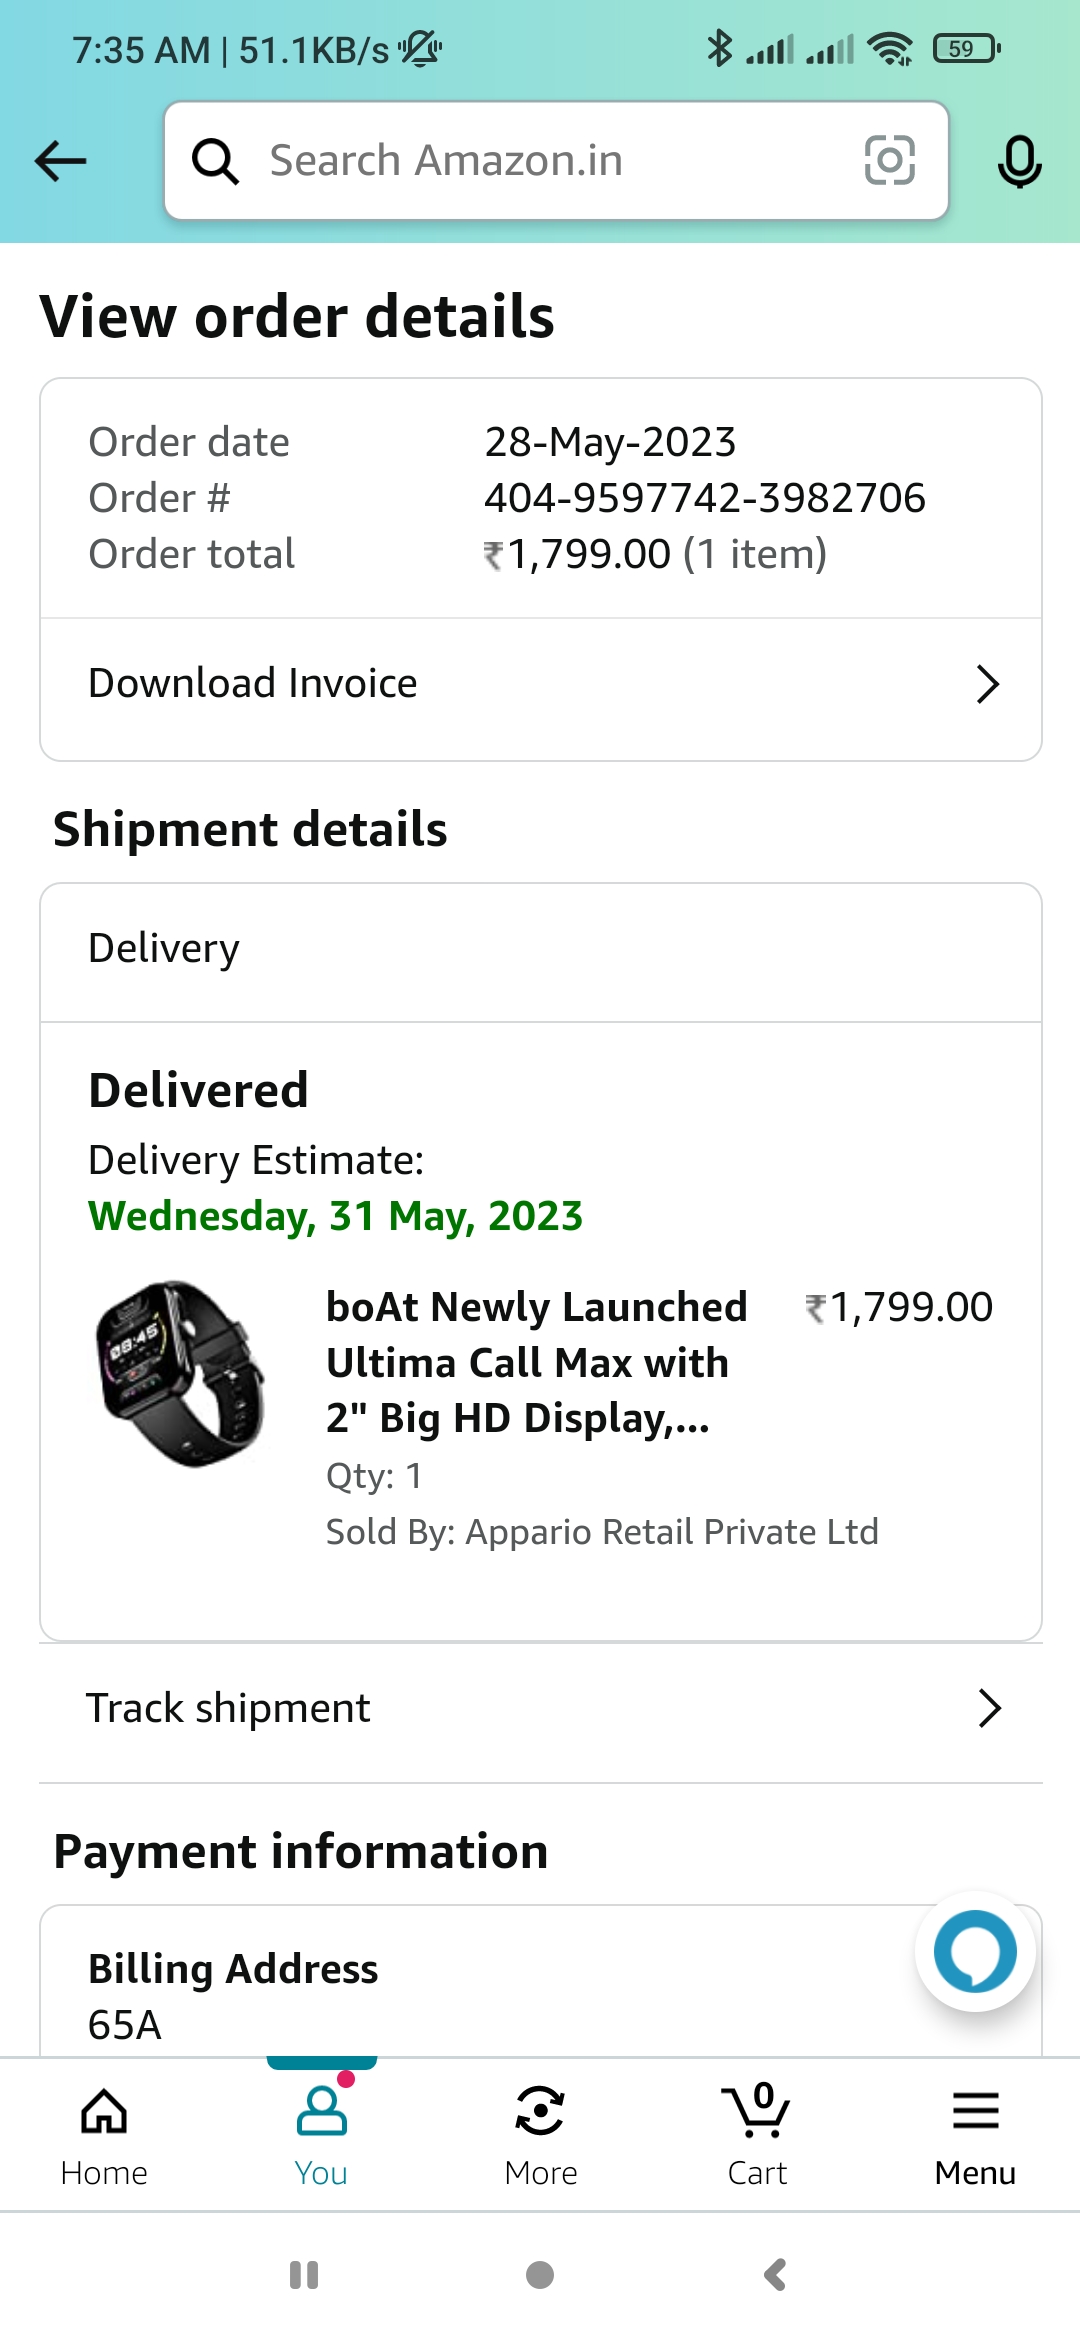 7:35 AM | 51.1KB/s
59
Search Amazon.in
View order details
Order date 28-May-2023
Order # 404-9597742-3982706
Order total ₹1,799.00 (1 item)
Download Invoice
Shipment details
Delivery
Delivered
Delivery Estimate:
Wednesday, 31 May, 2023
08:45
boAt Newly Launched ₹1,799.00
Ultima Call Max with
2" Big HD Display,...
Qty: 1
Sold By: Appario Retail Private Ltd
Track shipment
Payment information
Billing Address
65A
0
Home You More Cart Menu